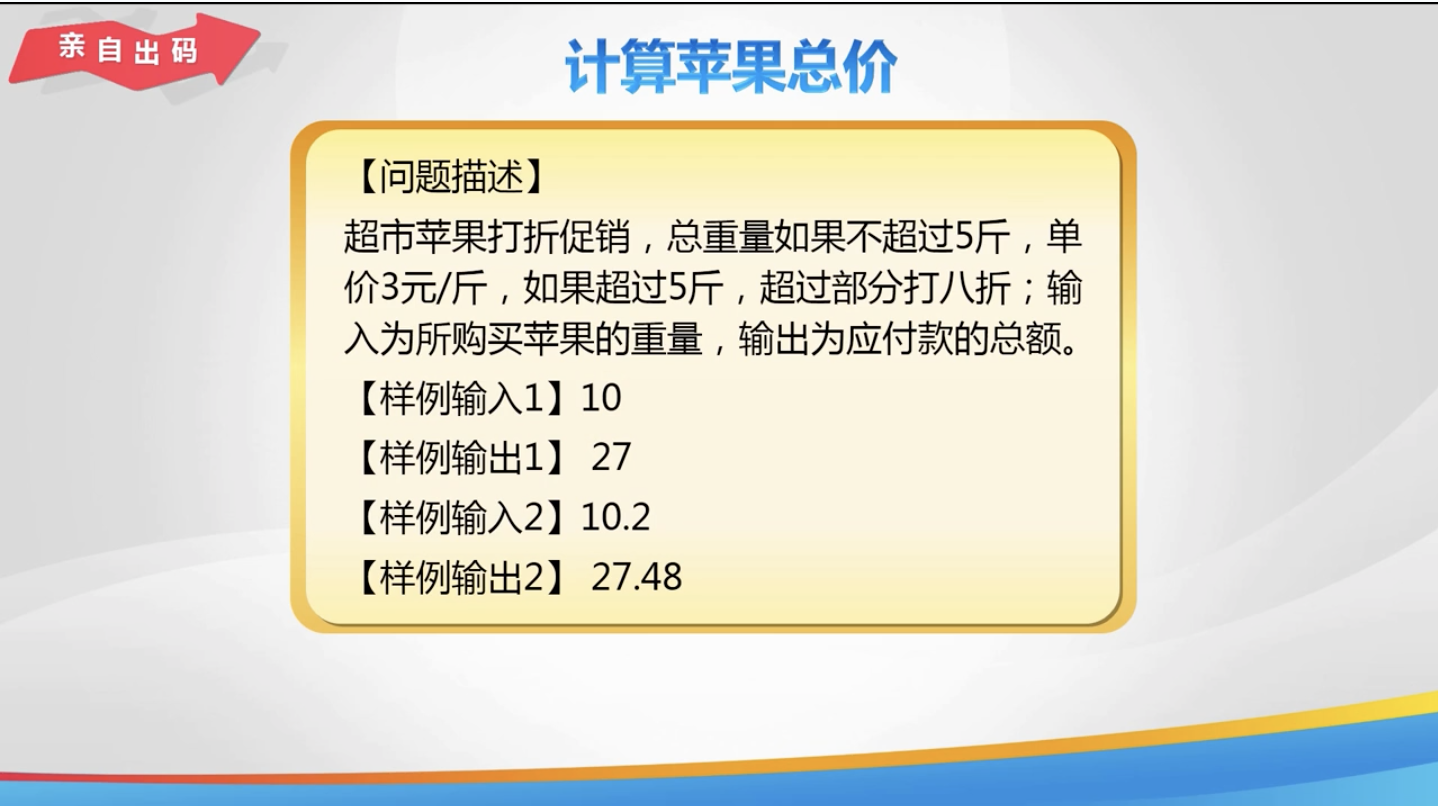 亲自出码
计算苹果总价
【问题描述】
超市苹果打折促销，总重量如果不超过5斤，单
价3元/斤，如果超过5斤，超过部分打八折；输
入为所购买苹果的重量，输出为应付款的总额。
【样例输入1】10
【样例输出1】 27
【样例输入2】10.2
【样例输出2】 27.48